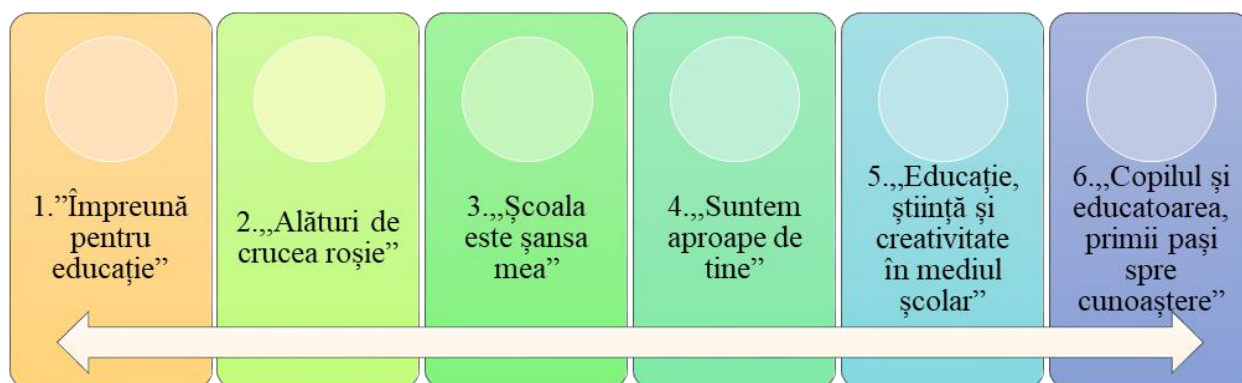 1.”Împreună
pentru
educație”
2.,,Alături de
crucea roșie”
3.,,Școala
este șansa
mea”
4.,,Suntem
aproape de
tine”
5.,,Educație,
știință și
creativitate
în mediul
școlar”
6.,,Copilul și
educatoarea,
primii pași
spre
cunoaștere”